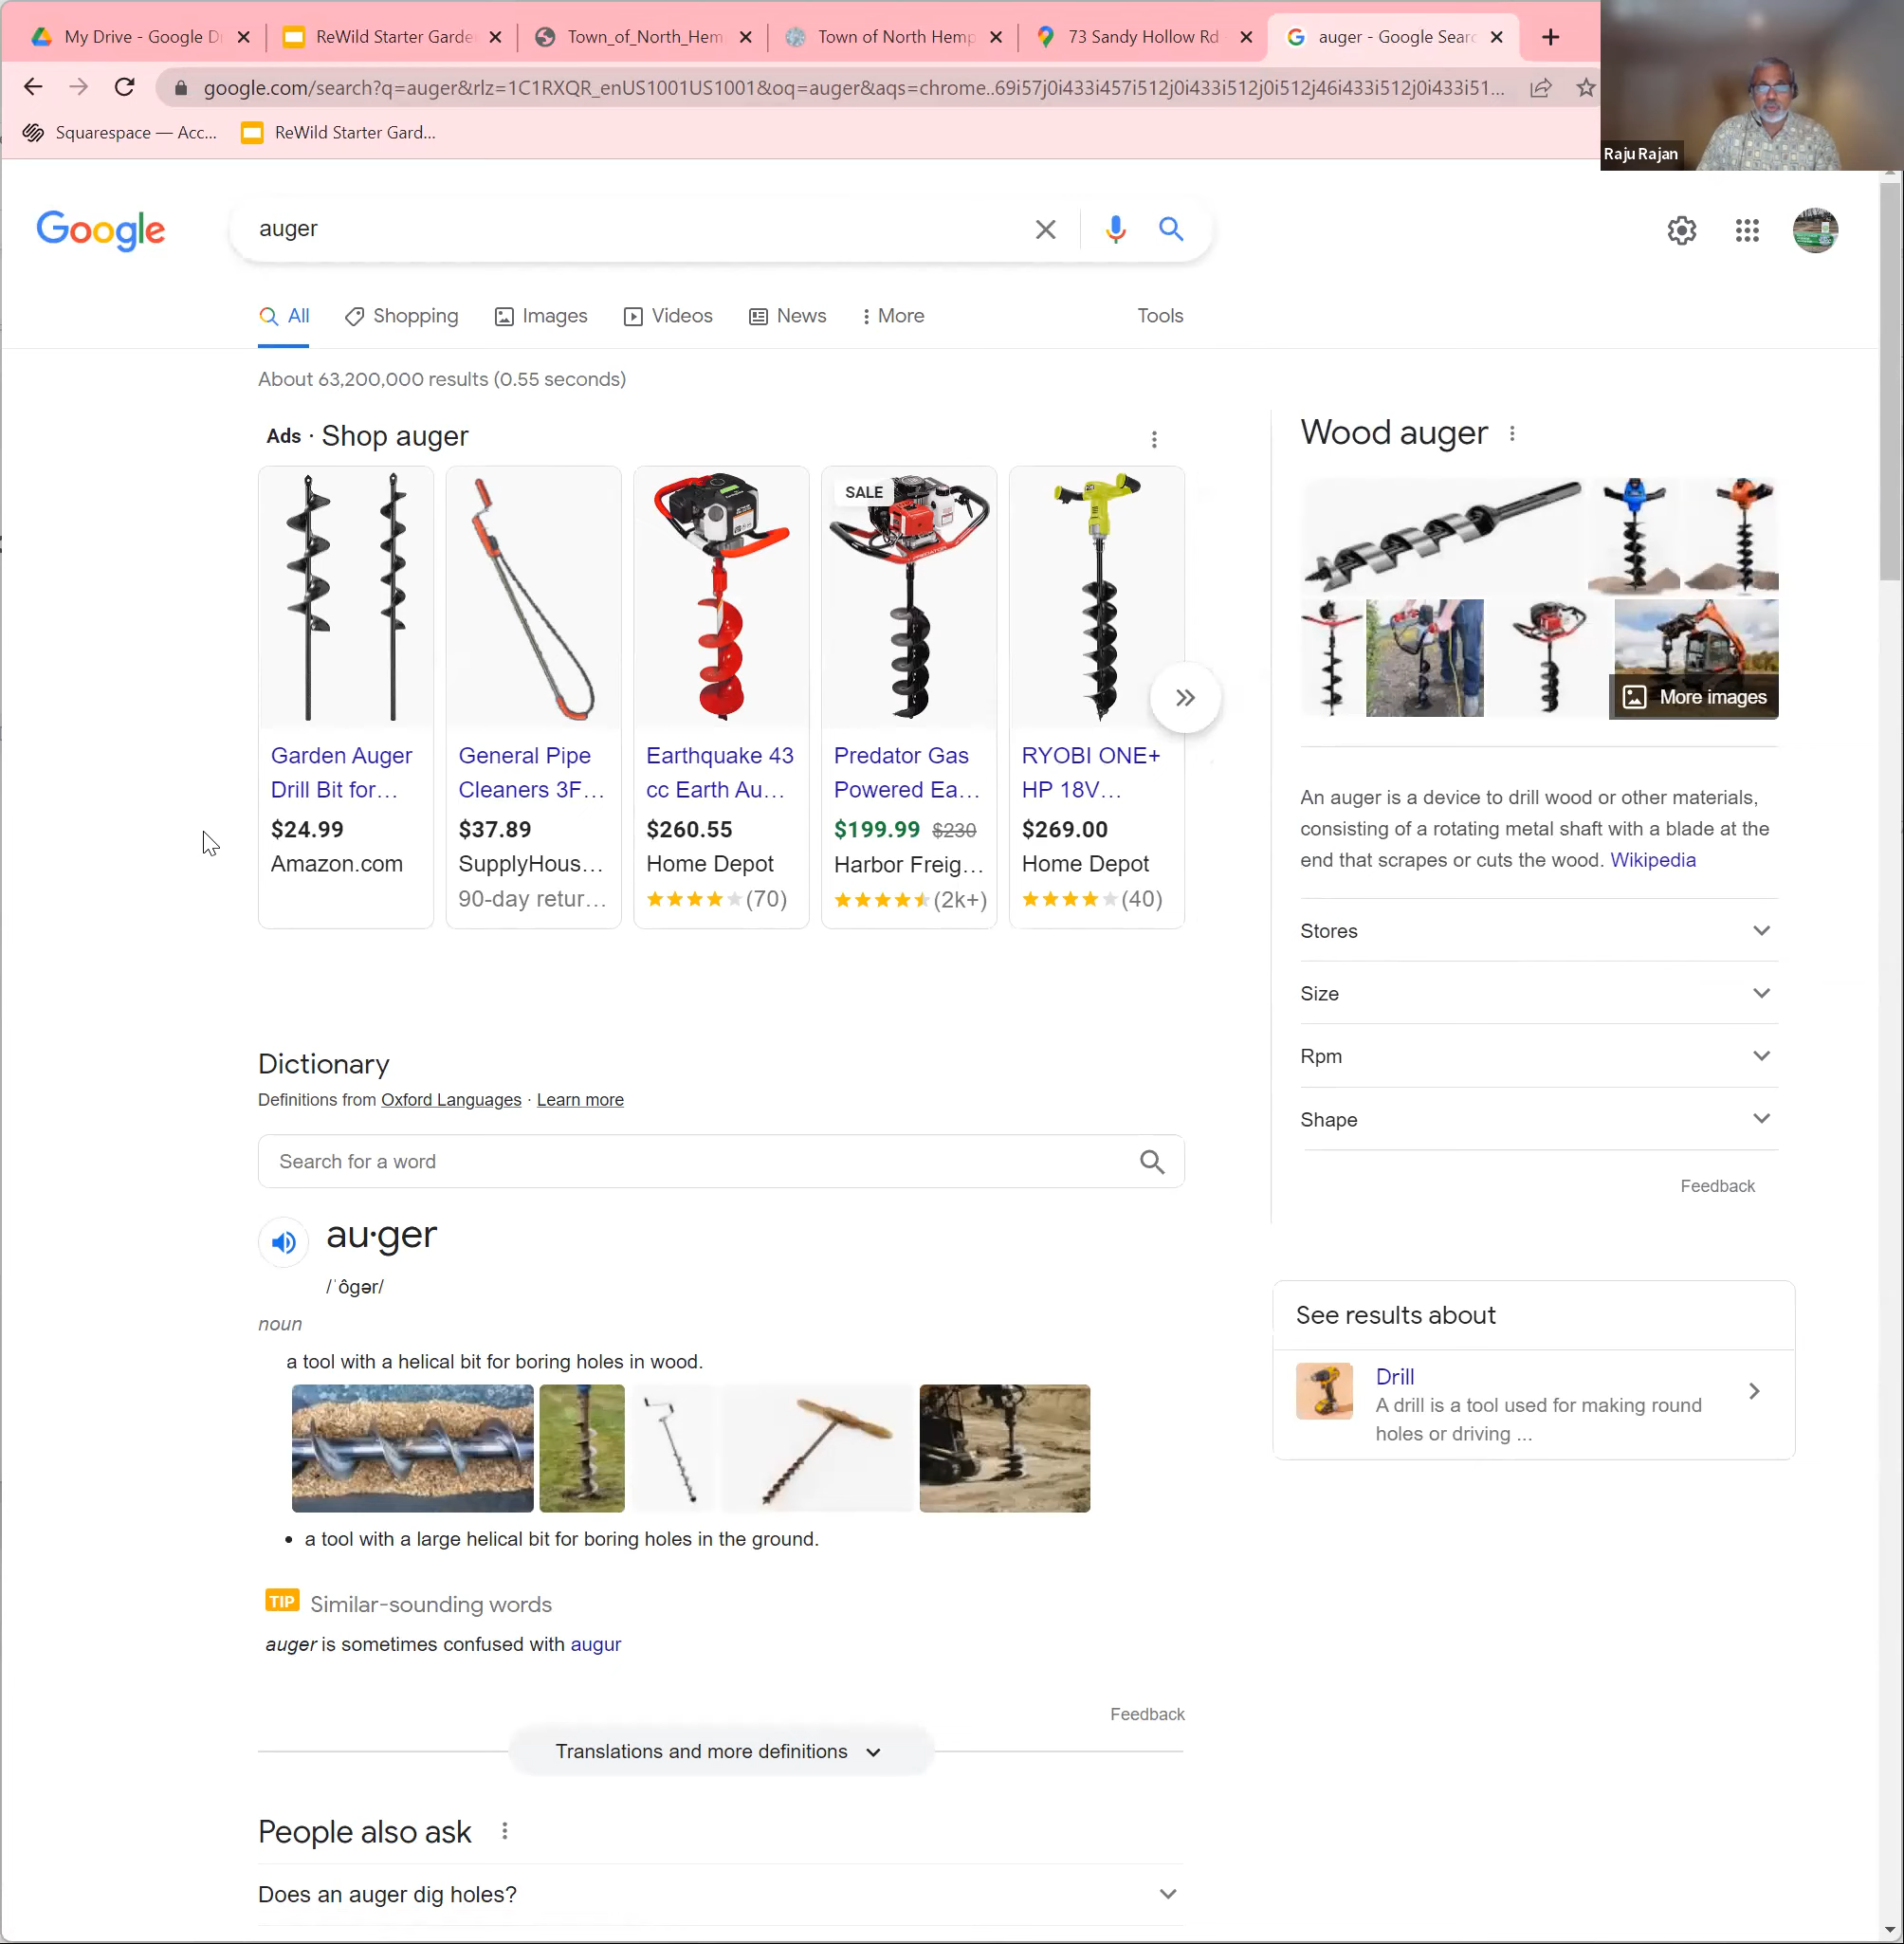 My Drive - Google D
ReWild Starter Garde
Town_of_North_Hem
Town of North Hemp
73 Sandy Hollow Rd
auger - Google Searc
google.com/search?q=auger&rlz=1C1RXQR_enUS1001US1001&oq=auger&aqs=chrome..69i57j0i433i457i512j0i433i512j0i512j46i433i512j0i433i51...
Squarespace — Acc...
ReWild Starter Gard...
Raju Rajan
Google
auger
All
Shopping
Images
Videos
News
More
Tools
About 63,200,000 results (0.55 seconds)
Ads · Shop auger
Garden Auger
Drill Bit for...
$24.99
Amazon.com
General Pipe
Cleaners 3F...
$37.89
SupplyHous...
90-day retur...
Earthquake 43
cc Earth Au...
$260.55
Home Depot
(70)
SALE
PREDATOR
Predator Gas
Powered Ea...
$199.99 $230
Harbor Freig...
(2k+)
RYOBI ONE+
HP 18V...
$269.00
Home Depot
(40)
Wood auger
More images
An auger is a device to drill wood or other materials,
consisting of a rotating metal shaft with a blade at the
end that scrapes or cuts the wood. Wikipedia
Stores
Size
Rpm
Shape
Feedback
Dictionary
Definitions from Oxford Languages · Learn more
Search for a word
au·ger
/ˈôɡər/
noun
a tool with a helical bit for boring holes in wood.
• a tool with a large helical bit for boring holes in the ground.
TIP Similar-sounding words
auger is sometimes confused with augur
Feedback
Translations and more definitions
See results about
Drill
A drill is a tool used for making round
holes or driving ...
People also ask
Does an auger dig holes?